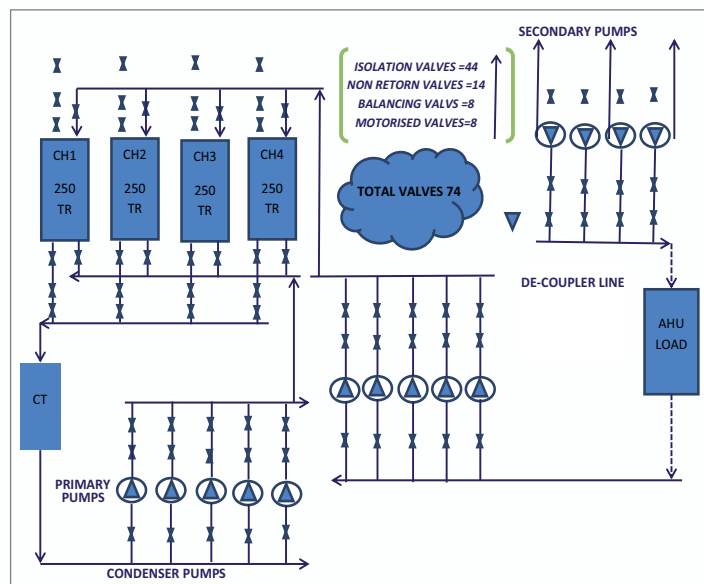 SECONDARY PUMPS
ISOLATION VALVES =44
NON RETORN VALVES =14
BALANCING VALVS =8
MOTORISED VALVES=8
CH1
250
TR
CH2
250
TR
CH3
250
TR
CH4
250
TR
TOTAL VALVES 74
DE-COUPLER LINE
AHU
LOAD
CT
PRIMARY
PUMPS
CONDENSER PUMPS